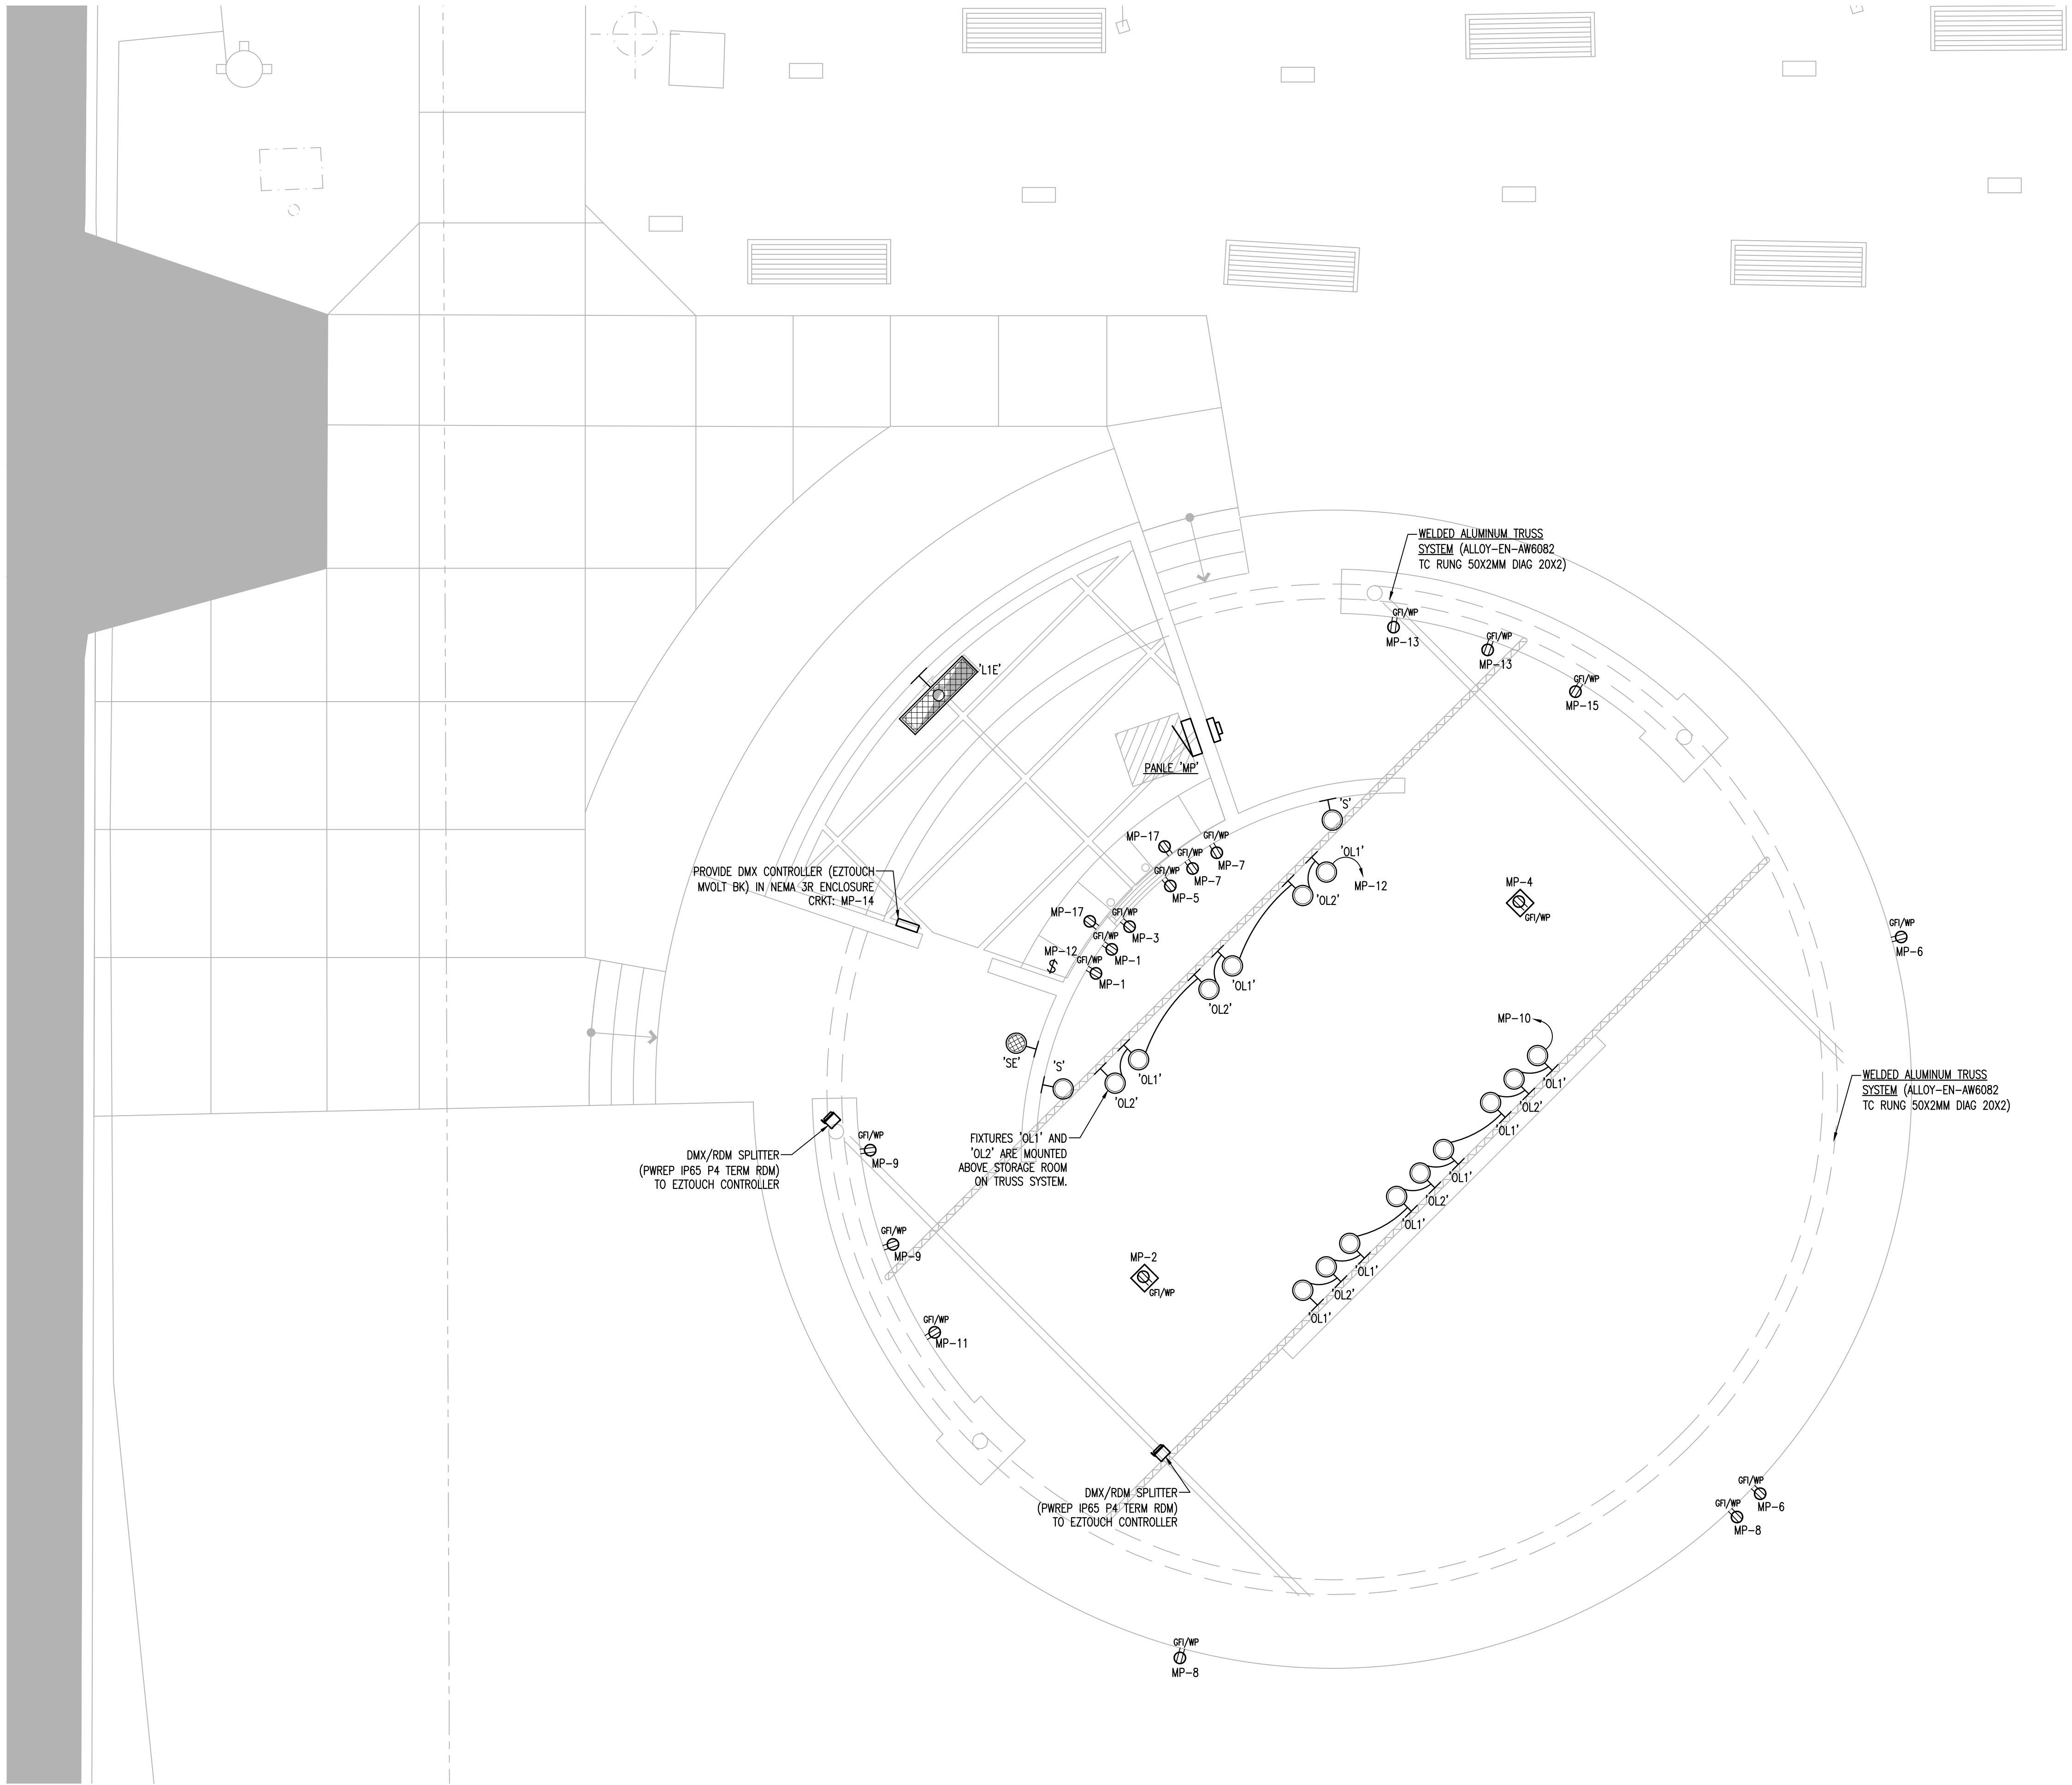 WELDED ALUMINUM TRUSS
SYSTEM (ALLOY-EN-AW6082
TC RUNG 50X2MM DIAG 20X2)
GFI/WP
MP-13
GFI/WP
MP-13
GFI/WP
MP-15
'L1E'
PANLE 'MP'
'S'
MP-17
GFI/WP
MP-7
GFI/WP
MP-7
GFI/WP
MP-5
'OL1'
MP-12
'OL2'
PROVIDE DMX CONTROLLER (EZTOUCH
MVOLT BK) IN NEMA 3R ENCLOSURE
CRKT: MP-14
MP-4
GFI/WP
MP-17
GFI/WP
MP-3
GFI/WP
MP-1
MP-12
$
GFI/WP
MP-1
GFI/WP
MP-6
'OL1'
'OL2'
MP-10
'SE'
'S'
'OL1'
'OL2'
'OL1'
'OL2'
'OL1'
'OL1'
'OL2'
'OL1'
'OL1'
'OL2'
'OL1'
WELDED ALUMINUM TRUSS
SYSTEM (ALLOY-EN-AW6082
TC RUNG 50X2MM DIAG 20X2)
FIXTURES 'OL1' AND
'OL2' ARE MOUNTED
ABOVE STORAGE ROOM
ON TRUSS SYSTEM.
DMX/RDM SPLITTER
(PWREP IP65 P4 TERM RDM)
TO EZTOUCH CONTROLLER
GFI/WP
MP-9
GFI/WP
MP-9
MP-2
GFI/WP
GFI/WP
MP-11
DMX/RDM SPLITTER
(PWREP IP65 P4 TERM RDM)
TO EZTOUCH CONTROLLER
GFI/WP
MP-6
GFI/WP
MP-8
GFI/WP
MP-8